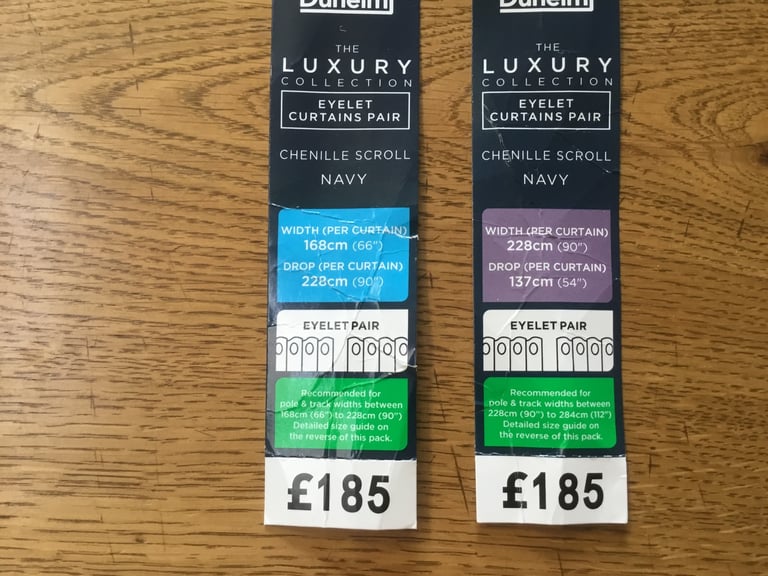 Dunelm
THE
LUXURY
COLLECTION
EYELET
CURTAINS PAIR
CHENILLE SCROLL
NAVY
WIDTH (PER CURTAIN)
168cm (66")
DROP (PER CURTAIN)
228cm (90")
EYELET PAIR
Recommended for
pole & track widths between
168cm (66") to 228cm (90")
Detailed size guide on
the reverse of this pack.
£185
Dunelm
THE
LUXURY
COLLECTION
EYELET
CURTAINS PAIR
CHENILLE SCROLL
NAVY
WIDTH (PER CURTAIN)
228cm (90")
DROP (PER CURTAIN)
137cm (54")
EYELET PAIR
Recommended for
pole & track widths between
228cm (90") to 284cm (112")
Detailed size guide on
the reverse of this pack.
£185